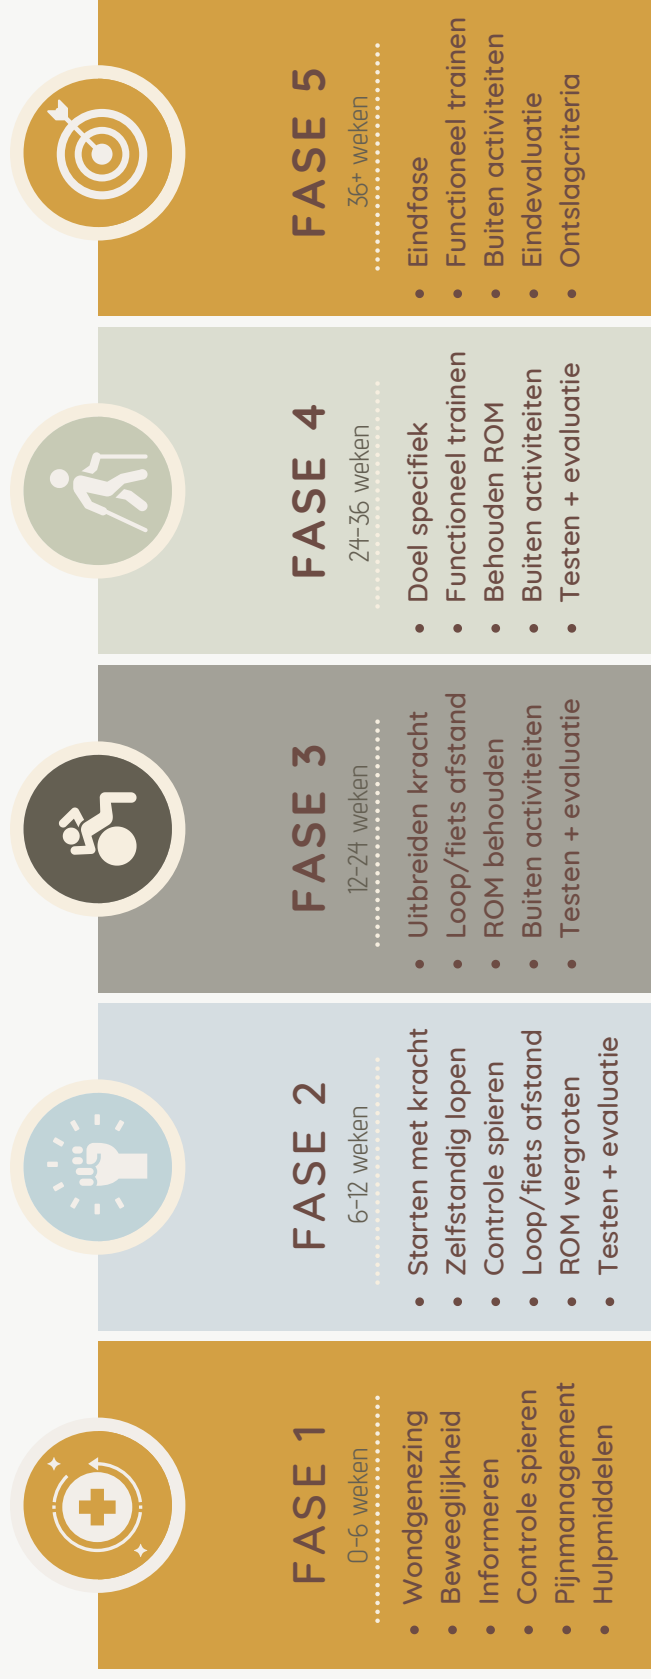 FASE 1
0-6 weken
• Wondgenezing
• Beweeglijkheid
• Informeren
• Controle spieren
• Pijnmanagement
• Hulpmiddelen
FASE 2
6-12 weken
• Starten met kracht
• Zelfstandig lopen
• Controle spieren
• Loop/fiets afstand
• ROM vergroten
• Testen + evaluatie
FASE 3
12-24 weken
• Uitbreiden kracht
• Loop/fiets afstand
• ROM behouden
• Buiten activiteiten
• Testen + evaluatie
FASE 4
24-36 weken
• Doel specifiek
• Functioneel trainen
• Behouden ROM
• Buiten activiteiten
• Testen + evaluatie
FASE 5
36+ weken
• Eindfase
• Functioneel trainen
• Buiten activiteiten
• Eindevaluatie
• Ontslagcriteria